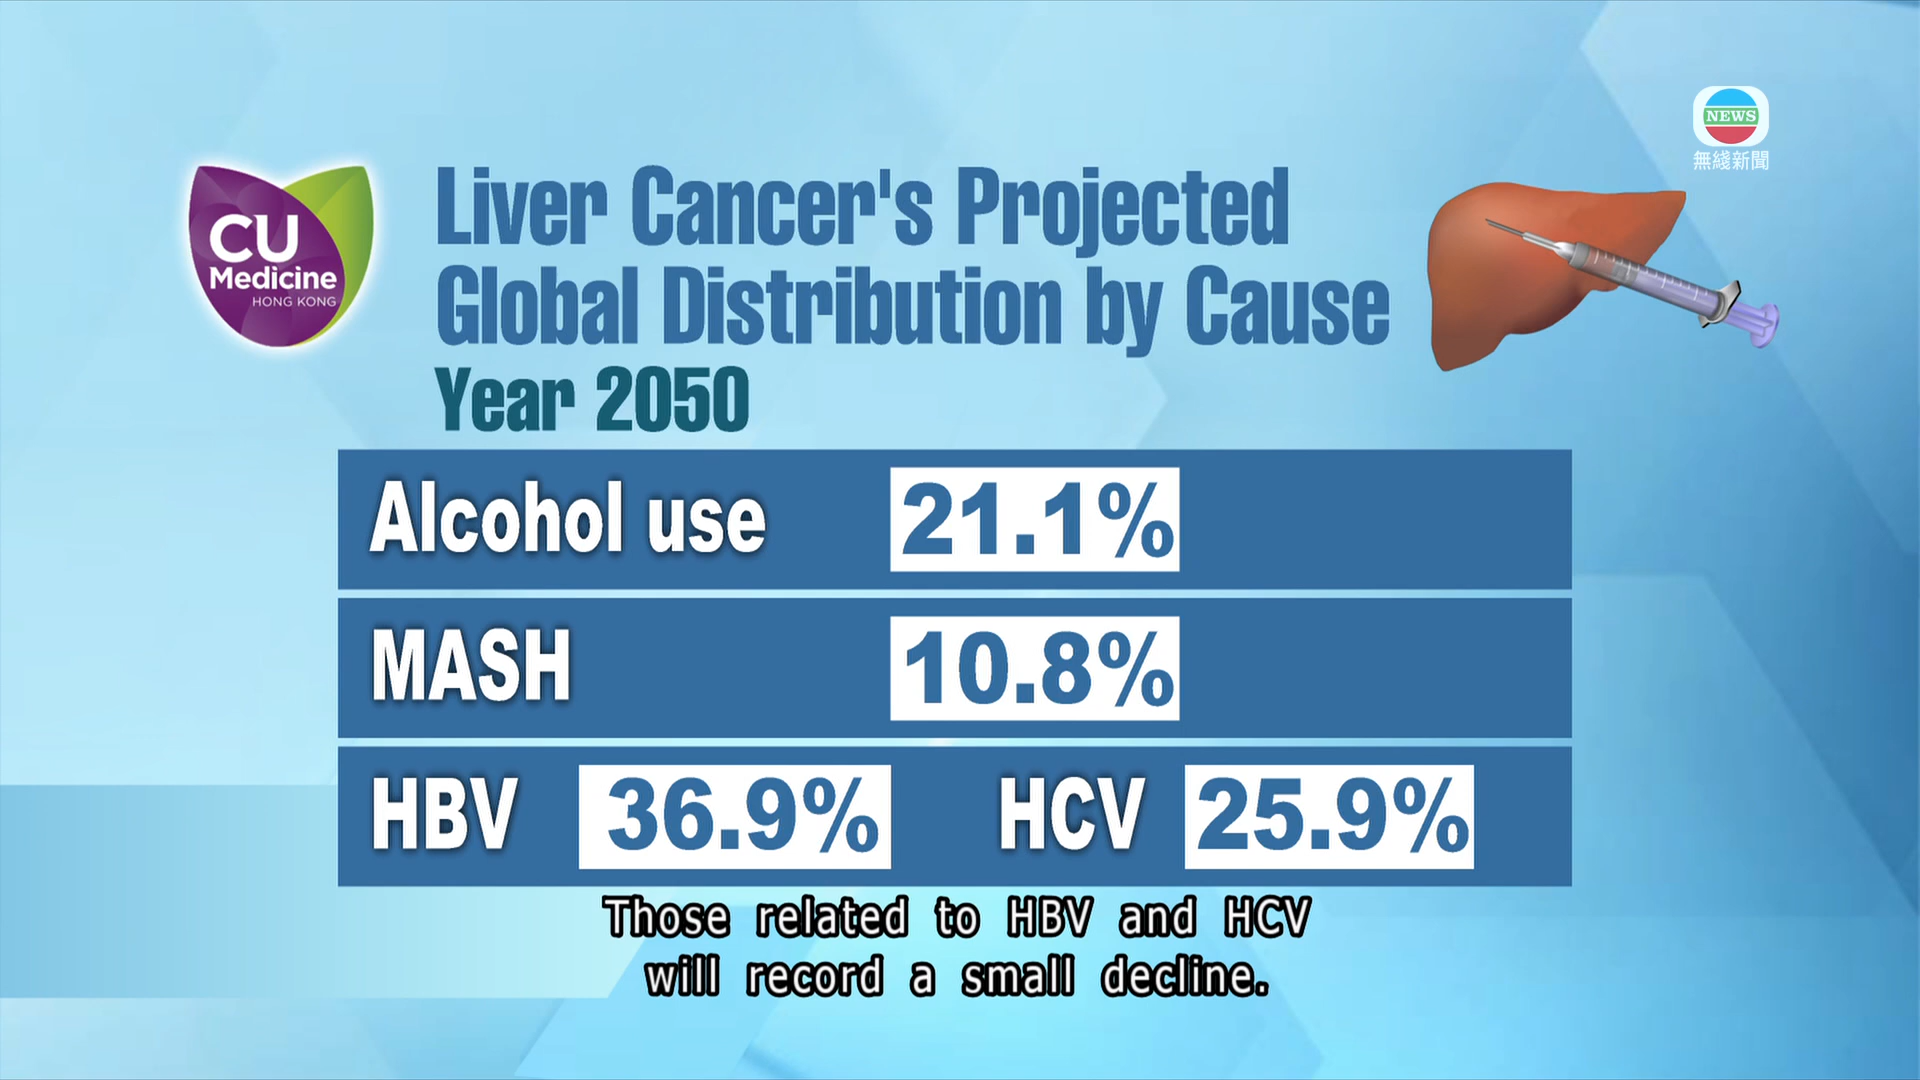 NEWS
無綫新聞
CU
Medicine
HONG KONG
Liver Cancer's Projected
Global Distribution by Cause
Year 2050
Alcohol use 21.1%
MASH 10.8%
HBV 36.9% HCV 25.9%
Those related to HBV and HCV
will record a small decline.